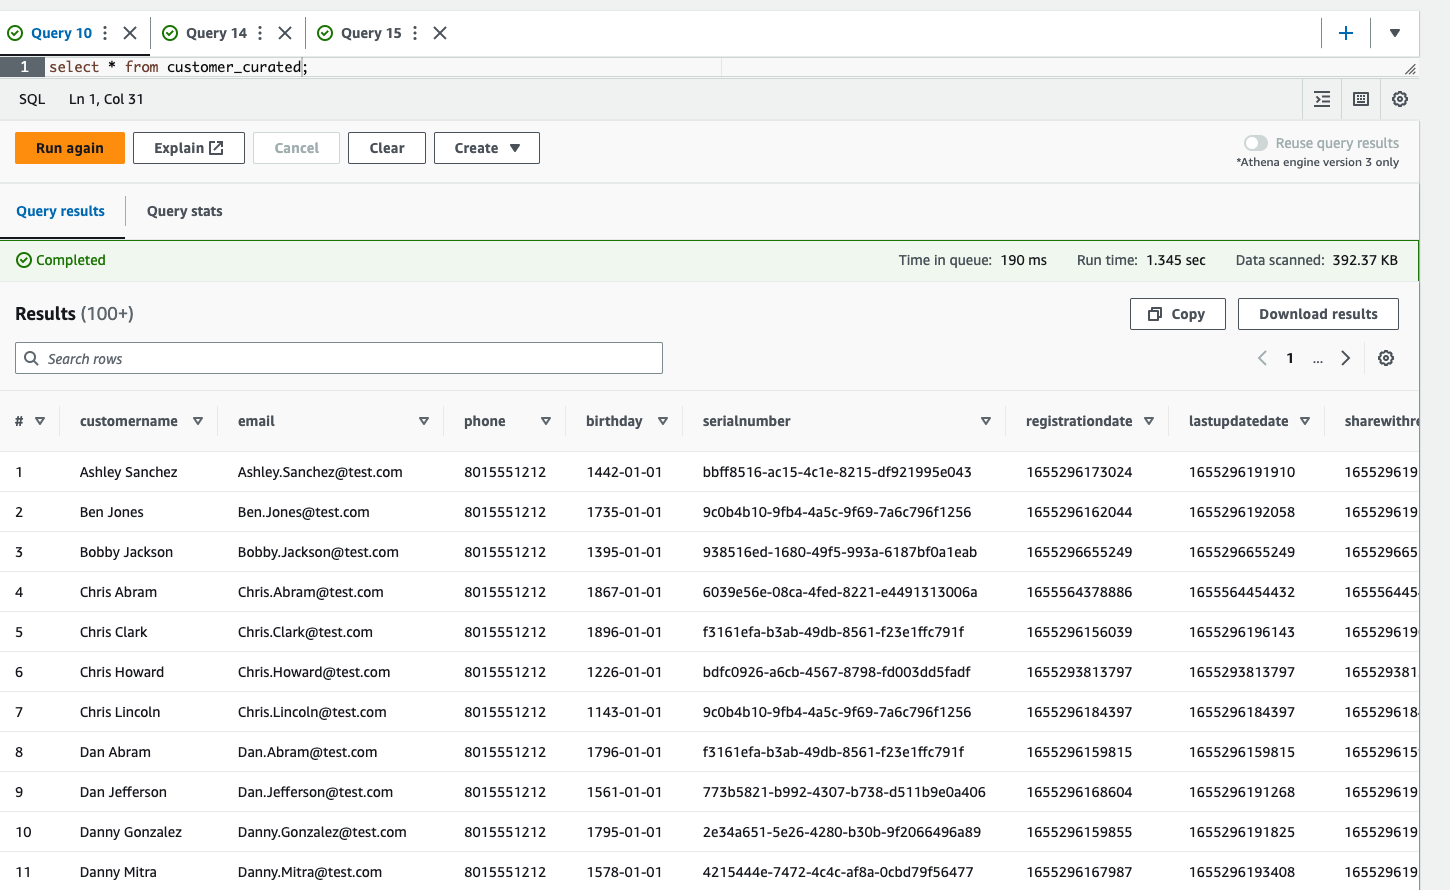 Query 10 Query 14 Query 15
1 select * from customer_curated;
SQL Ln 1, Col 31
Run again Explain Cancel Clear Create Reuse query results
*Athena engine version 3 only
Query results Query stats
Completed Time in queue: 190 ms Run time: 1.345 sec Data scanned: 392.37 KB
Results (100+) Copy Download results
Search rows 1 ...
# customername email phone birthday serialnumber registrationdate lastupdatedate sharewithre
1 Ashley Sanchez Ashley.Sanchez@test.com 8015551212 1442-01-01 bbff8516-ac15-4c1e-8215-df921995e043 1655296173024 1655296191910 165529619
2 Ben Jones Ben.Jones@test.com 8015551212 1735-01-01 9c0b4b10-9fb4-4a5c-9f69-7a6c796f1256 1655296162044 1655296192058 165529619
3 Bobby Jackson Bobby.Jackson@test.com 8015551212 1395-01-01 938516ed-1680-49f5-993a-6187bf0a1eab 1655296655249 1655296655249 165529665
4 Chris Abram Chris.Abram@test.com 8015551212 1867-01-01 6039e56e-08ca-4fed-8221-e4491313006a 1655564378886 1655564454432 165556445
5 Chris Clark Chris.Clark@test.com 8015551212 1896-01-01 f3161efa-b3ab-49db-8561-f23e1ffc791f 1655296156039 1655296196143 165529619
6 Chris Howard Chris.Howard@test.com 8015551212 1226-01-01 bdfc0926-a6cb-4567-8798-fd003dd5fadf 1655293813797 1655293813797 165529381
7 Chris Lincoln Chris.Lincoln@test.com 8015551212 1143-01-01 9c0b4b10-9fb4-4a5c-9f69-7a6c796f1256 1655296184397 1655296184397 165529618
8 Dan Abram Dan.Abram@test.com 8015551212 1796-01-01 f3161efa-b3ab-49db-8561-f23e1ffc791f 1655296159815 1655296159815 165529615
9 Dan Jefferson Dan.Jefferson@test.com 8015551212 1561-01-01 773b5821-b992-4307-b738-d511b9e0a406 1655296168604 1655296191268 165529619
10 Danny Gonzalez Danny.Gonzalez@test.com 8015551212 1795-01-01 2e34a651-5e26-4280-b30b-9f2066496a89 1655296159855 1655296191825 165529619
11 Danny Mitra Danny.Mitra@test.com 8015551212 1578-01-01 4215444e-7472-4c4c-af8a-0cbd79f56477 1655296167987 1655296193408 165529619